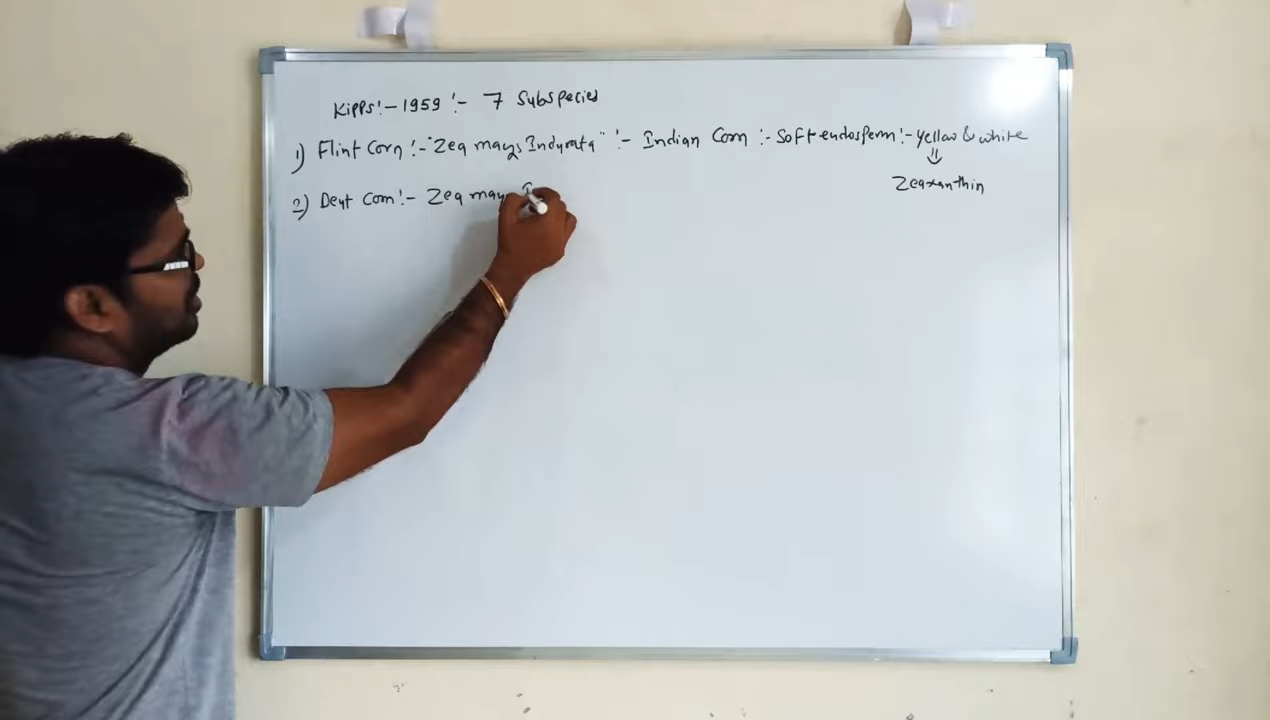 Kipps:- 1959 :- 7 Subspecies
1) Flint Corn :- "Zea mays Indurata" :- Indian Corn :- Soft endosperm :- yellow & white
⇓
Zeaxanthin
2) Dent Corn :- Zea mays